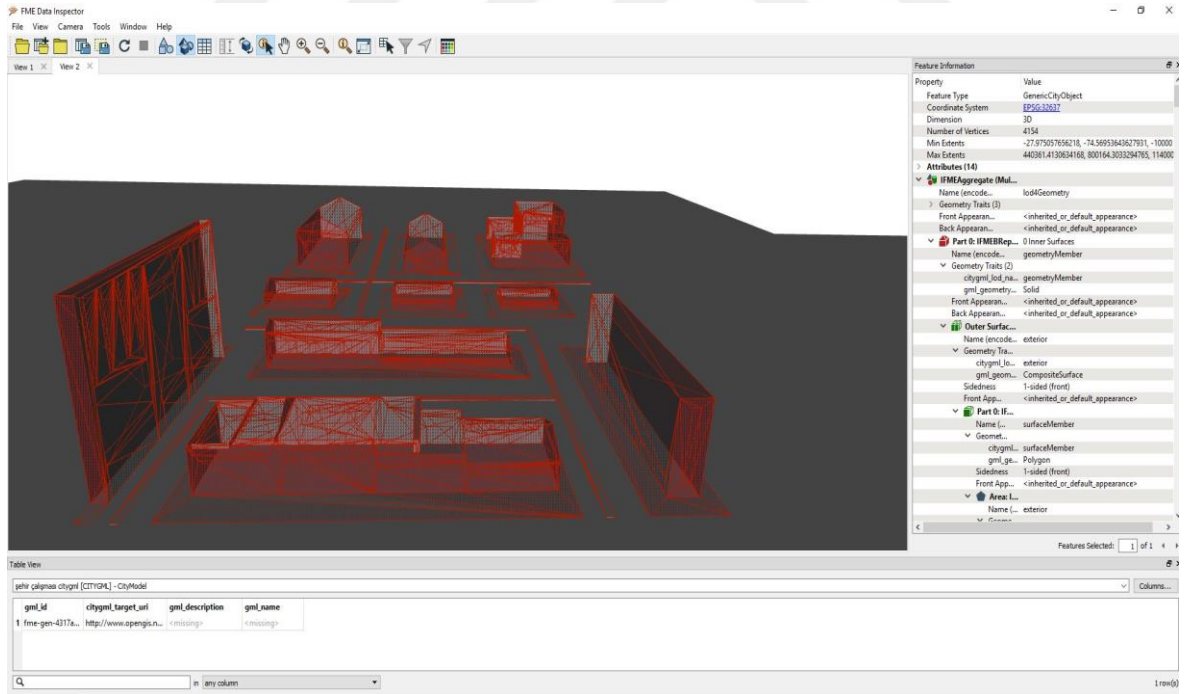 FME Data Inspector
File View Camera Tools Window Help
View 1 View 2
Feature Information
Property Value
Feature Type GenericCityObject
Coordinate System EPSG:32637
Dimension 3D
Number of Vertices 4154
Min Extents -27.975057656218, -74.56953643627931, -10000
Max Extents 440361.4130634168, 800164.3033294765, 114000
Attributes (14)
IFMEAggregate (Mul...
Name (encode... lod4Geometry
Geometry Traits (3)
Front Appearan... <inherited_or_default_appearance>
Back Appearan... <inherited_or_default_appearance>
Part 0: IFMEBRep... 0 Inner Surfaces
Name (encode... geometryMember
Geometry Traits (2)
citygml_lod_na... geometryMember
gml_geometry... Solid
Front Appearan... <inherited_or_default_appearance>
Back Appearan... <inherited_or_default_appearance>
Outer Surfac...
Name (encode... exterior
Geometry Tra...
citygml_lo... exterior
gml_geom... CompositeSurface
Sidedness 1-sided (front)
Front App... <inherited_or_default_appearance>
Part 0: IF...
Name (... surfaceMember
Geomet...
citygml... surfaceMember
gml_ge... Polygon
Sidedness 1-sided (front)
Front App... <inherited_or_default_appearance>
Area: I...
Name (... exterior
Features Selected: 1 of 1
Table View
şehir çalışması citygml [CITYGML] - CityModel
Columns...
gml_id citygml_target_uri gml_description gml_name
1 fme-gen-4317a... http://www.opengis.n... <missing> <missing>
in any column
1 row(s)